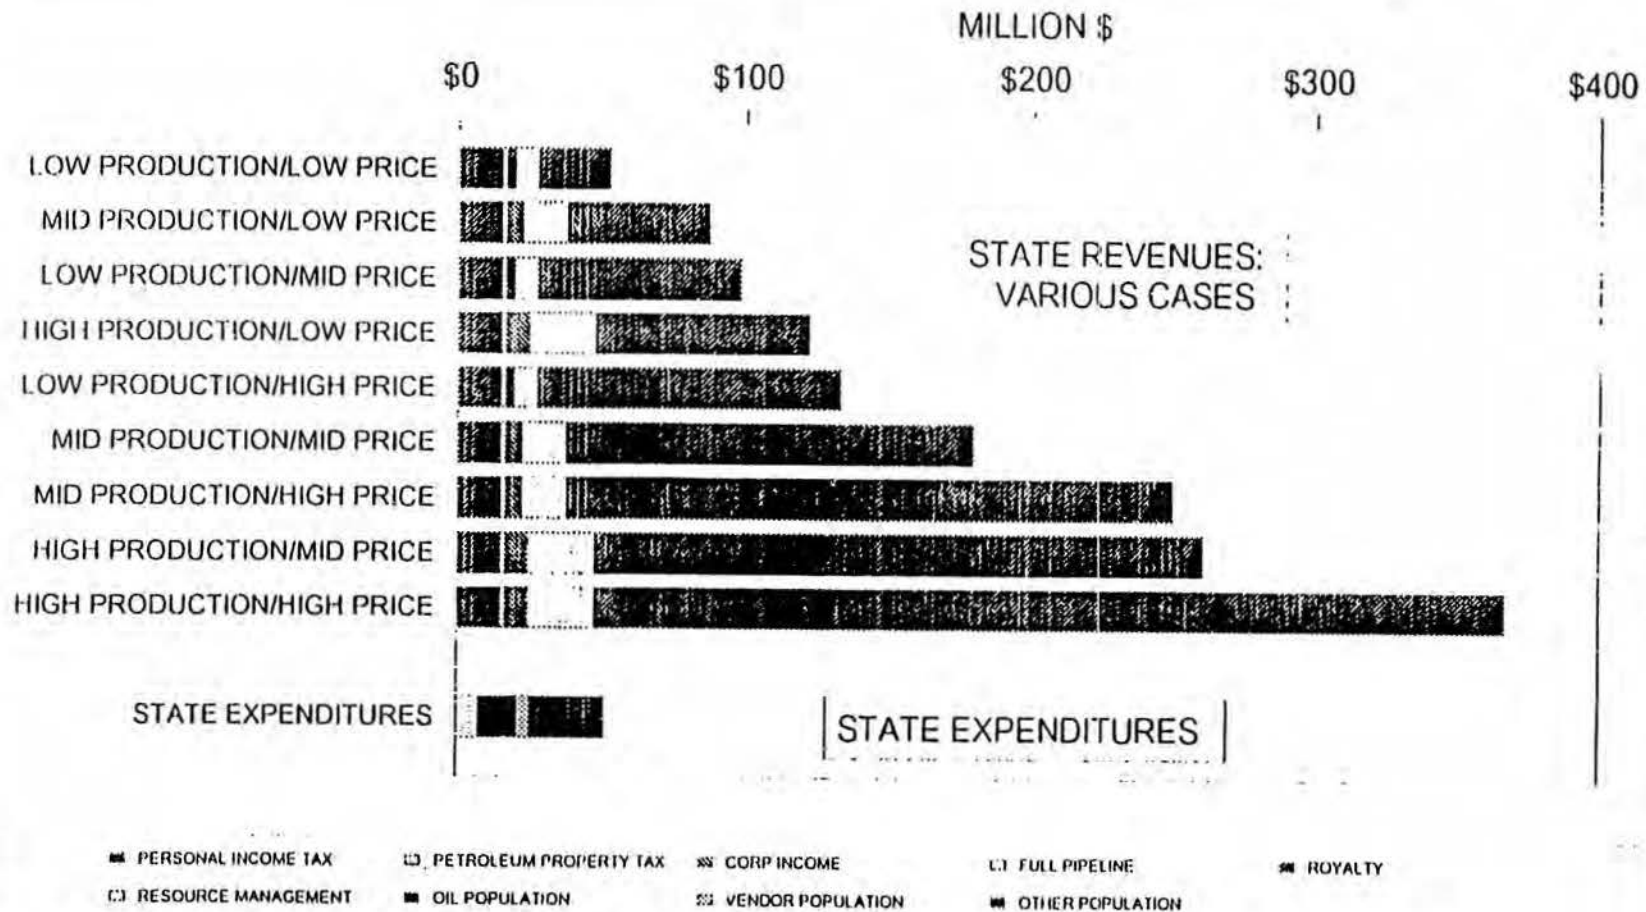 MILLION $
$0 $100 $200 $300 $400
LOW PRODUCTION/LOW PRICE
MID PRODUCTION/LOW PRICE
LOW PRODUCTION/MID PRICE
HIGH PRODUCTION/LOW PRICE
LOW PRODUCTION/HIGH PRICE
MID PRODUCTION/MID PRICE
MID PRODUCTION/HIGH PRICE
HIGH PRODUCTION/MID PRICE
HIGH PRODUCTION/HIGH PRICE
STATE REVENUES:
VARIOUS CASES
STATE EXPENDITURES
STATE EXPENDITURES
PERSONAL INCOME TAX PETROLEUM PROPERTY TAX CORP INCOME FULL PIPELINE ROYALTY
RESOURCE MANAGEMENT OIL POPULATION VENDOR POPULATION OTHER POPULATION